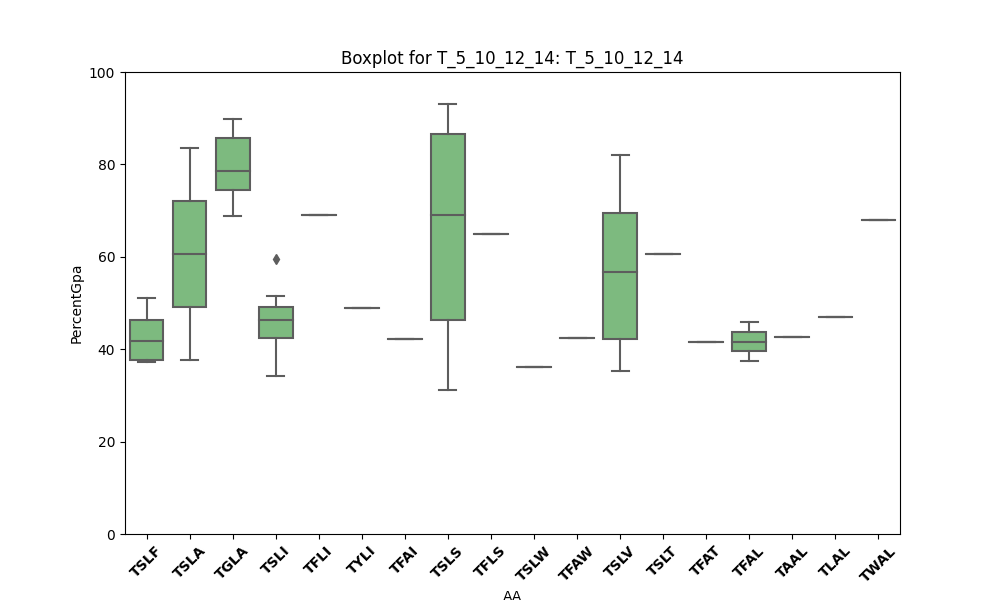 Boxplot for T_5_10_12_14: T_5_10_12_14
100
80
60
40
20
0
PercentGpa
TSLF TSLA TGLA TSLI TFLI TYLI TFAI TSLS TFLS TSLW TFAW TSLV TSLT TFAT TFAL TAAL TLAL TWAL
AA